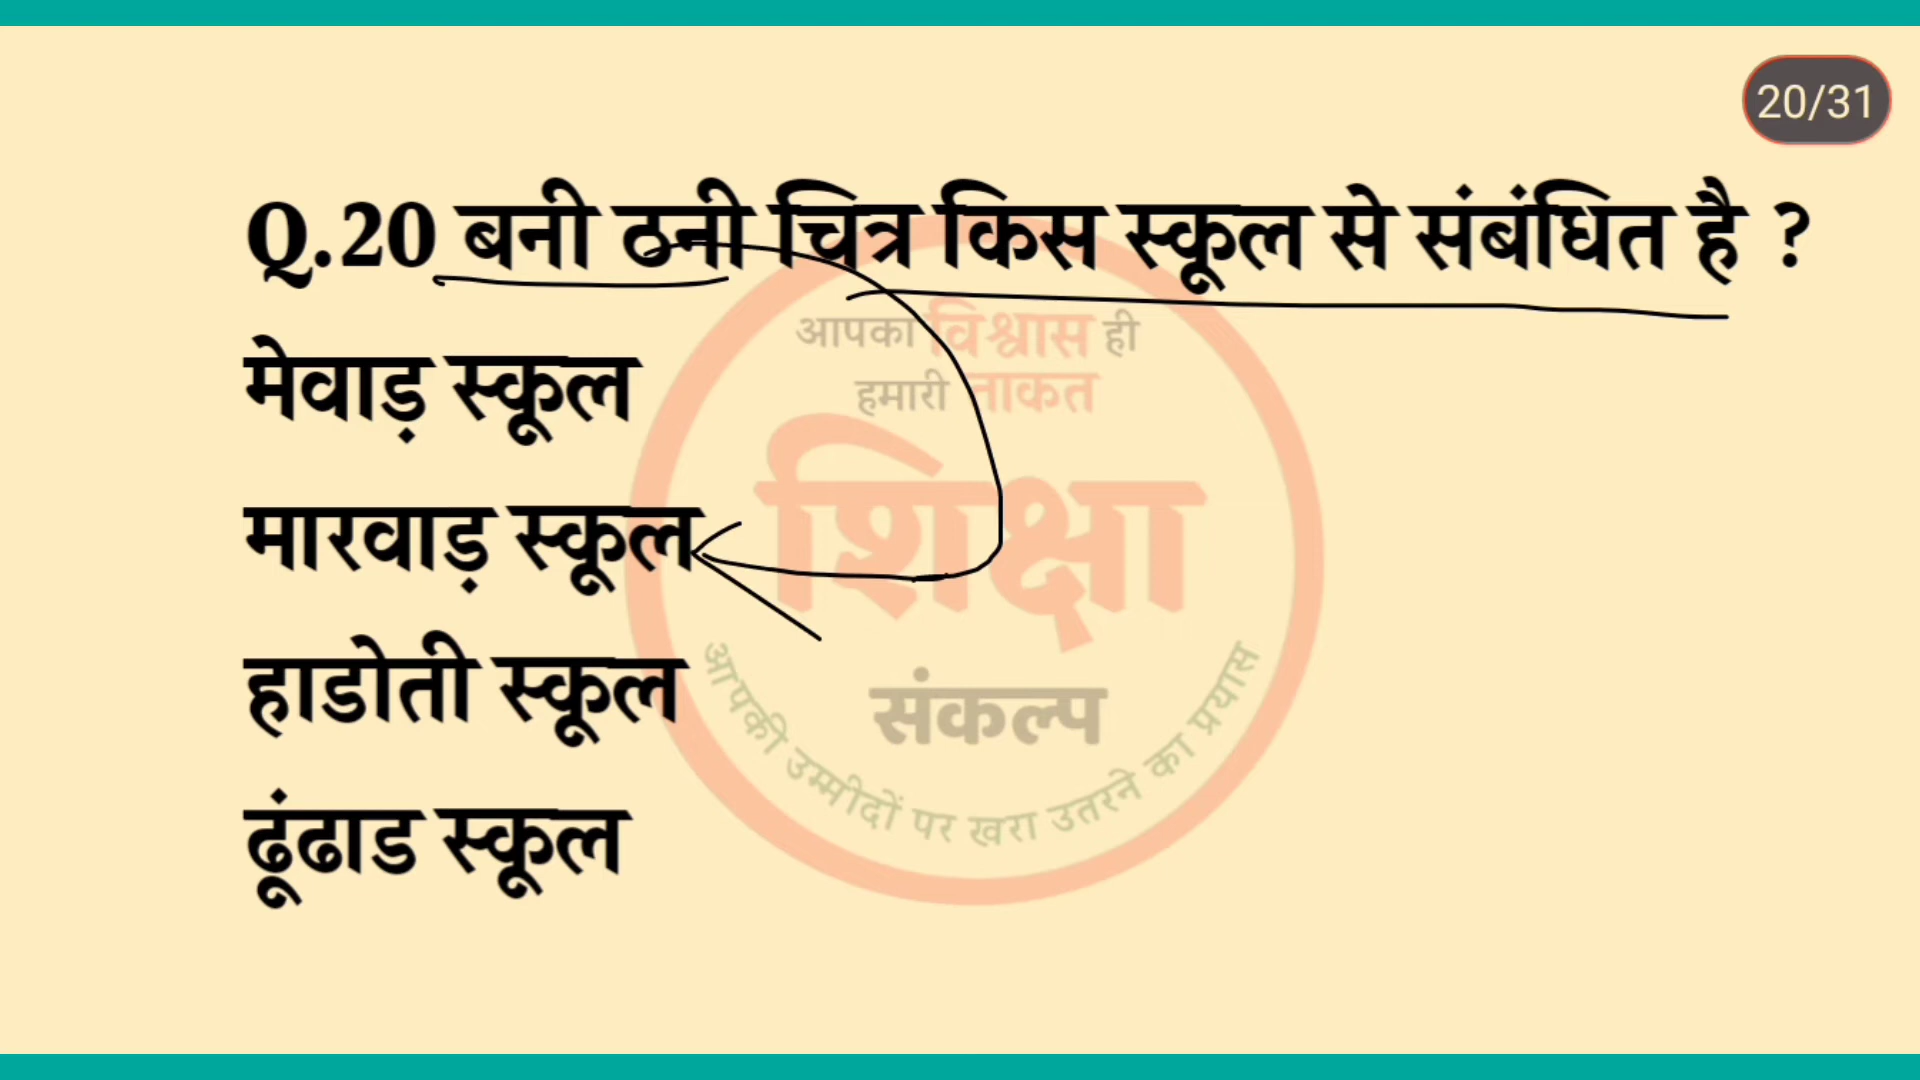 20/31
Q.20 बनी ठनी चित्र किस स्कूल से संबंधित है ?
आपका विश्वास ही
हमारी ताकत
मेवाड़ स्कूल
मारवाड़ स्कूल
शिक्षा
हाडोती स्कूल
संकल्प
आपकी उम्मीदों पर खरा उतरने का प्रयास
ढूंढाड स्कूल